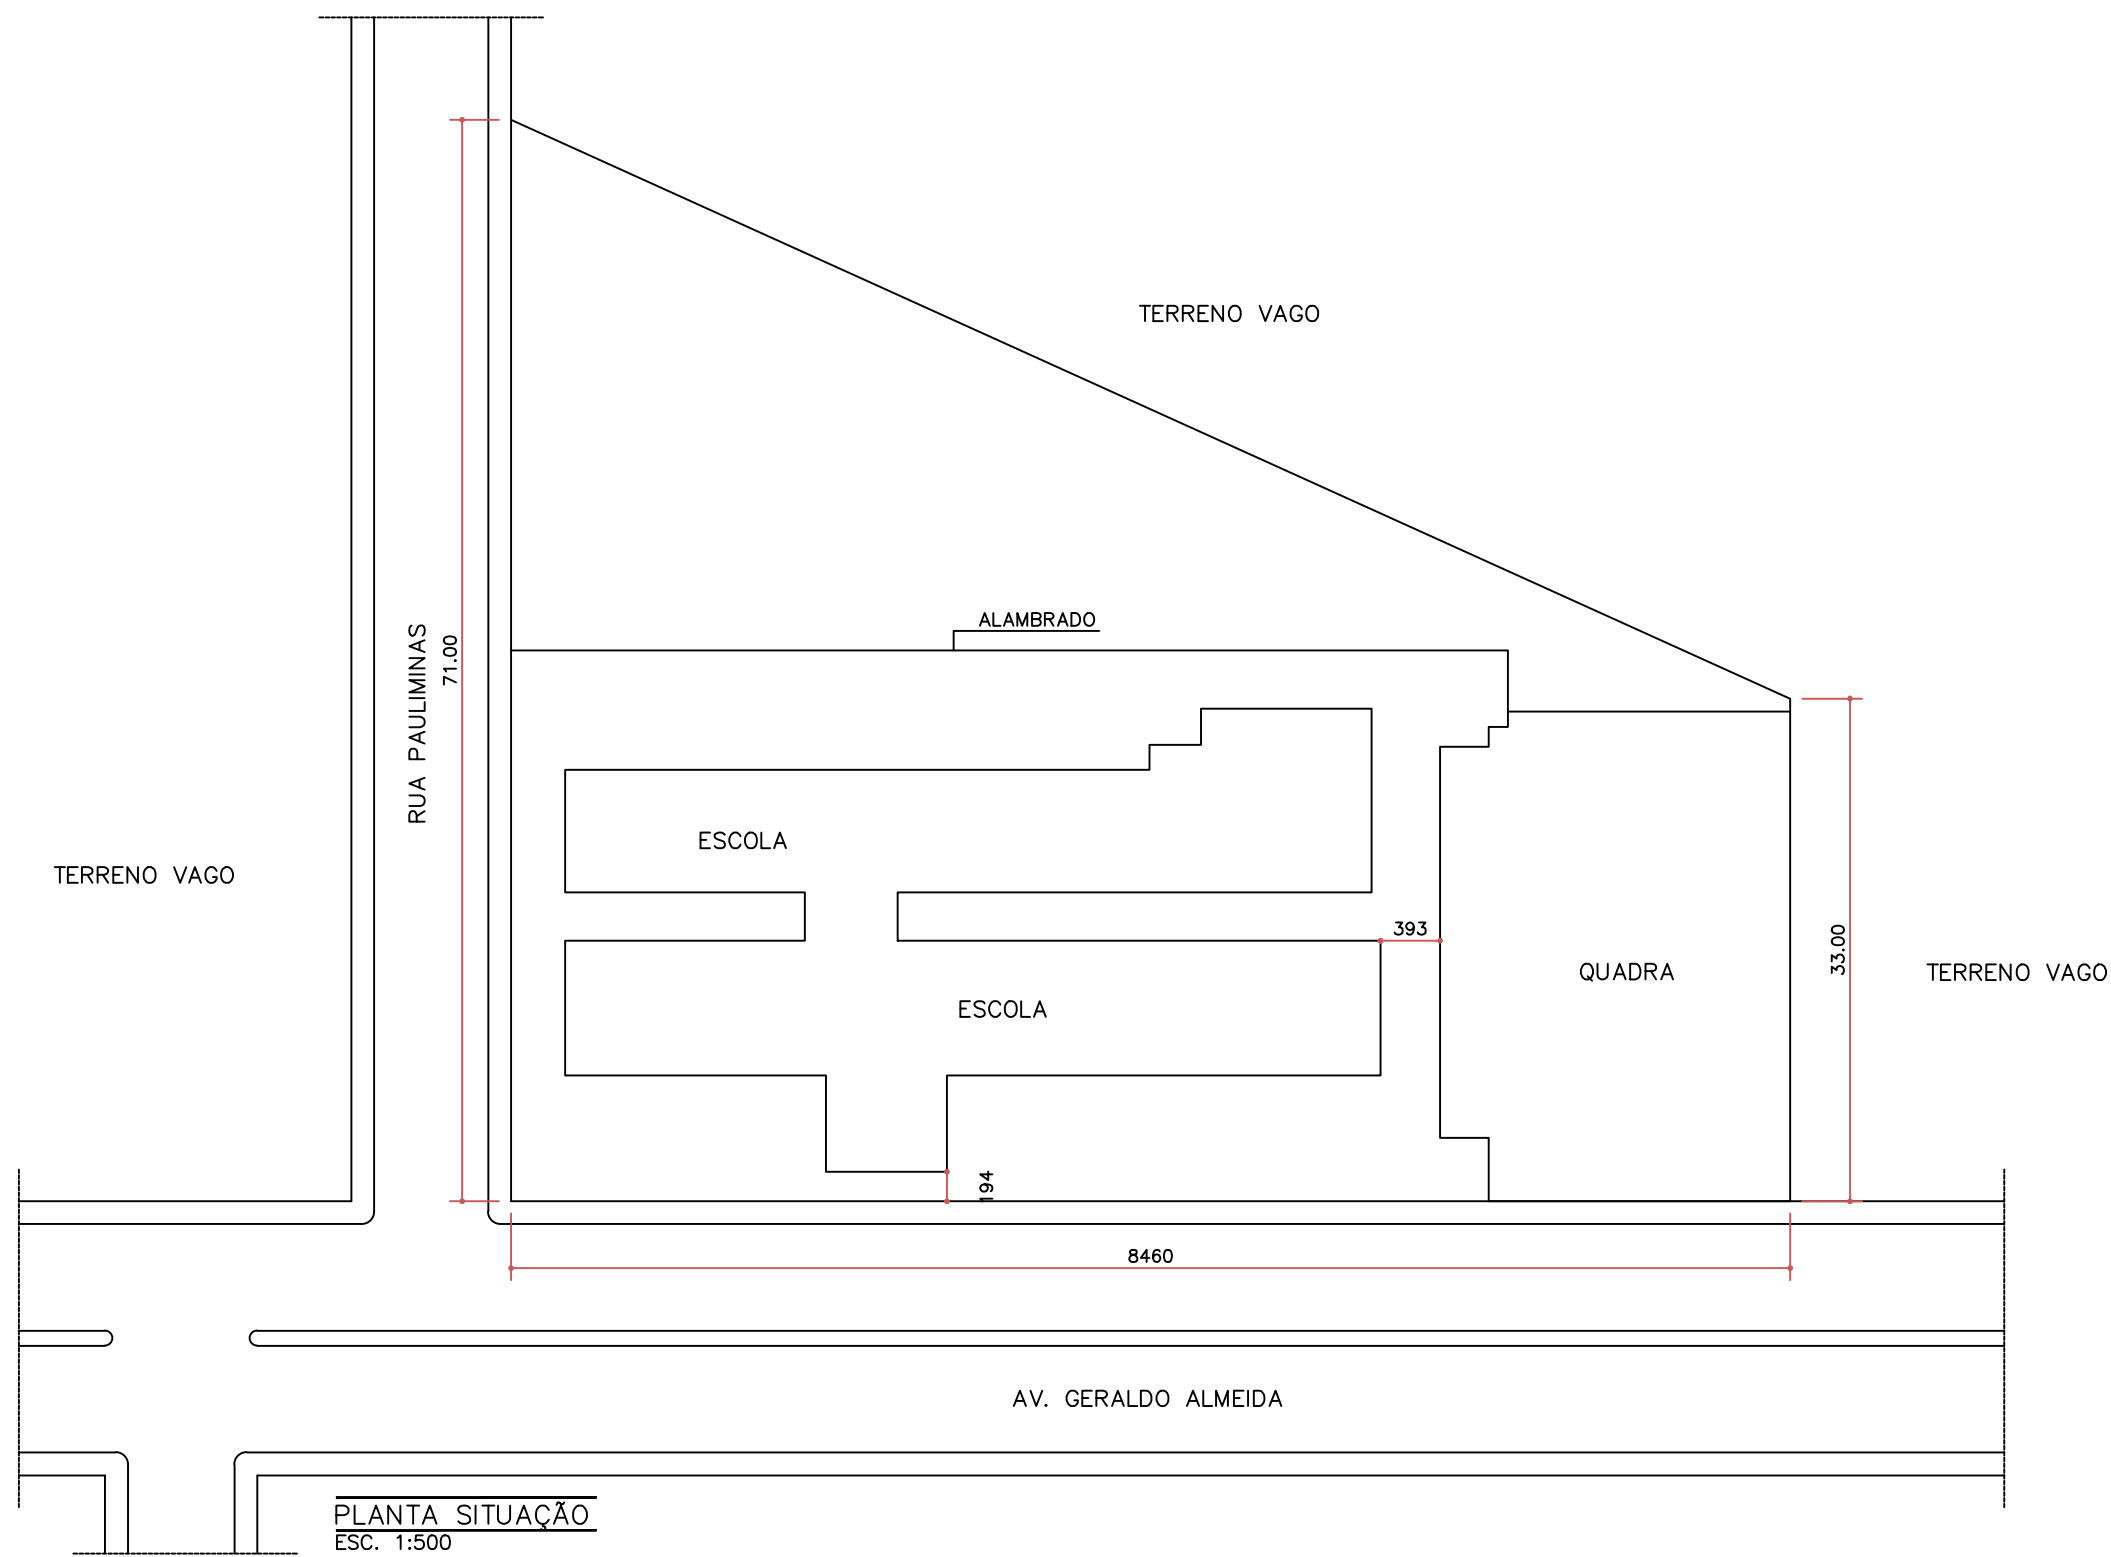 TERRENO VAGO
ALAMBRADO
RUA PAULIMINAS
71.00
ESCOLA
TERRENO VAGO
393
33.00
QUADRA
TERRENO VAGO
ESCOLA
194
8460
AV. GERALDO ALMEIDA
PLANTA SITUAÇÃO
ESC. 1:500